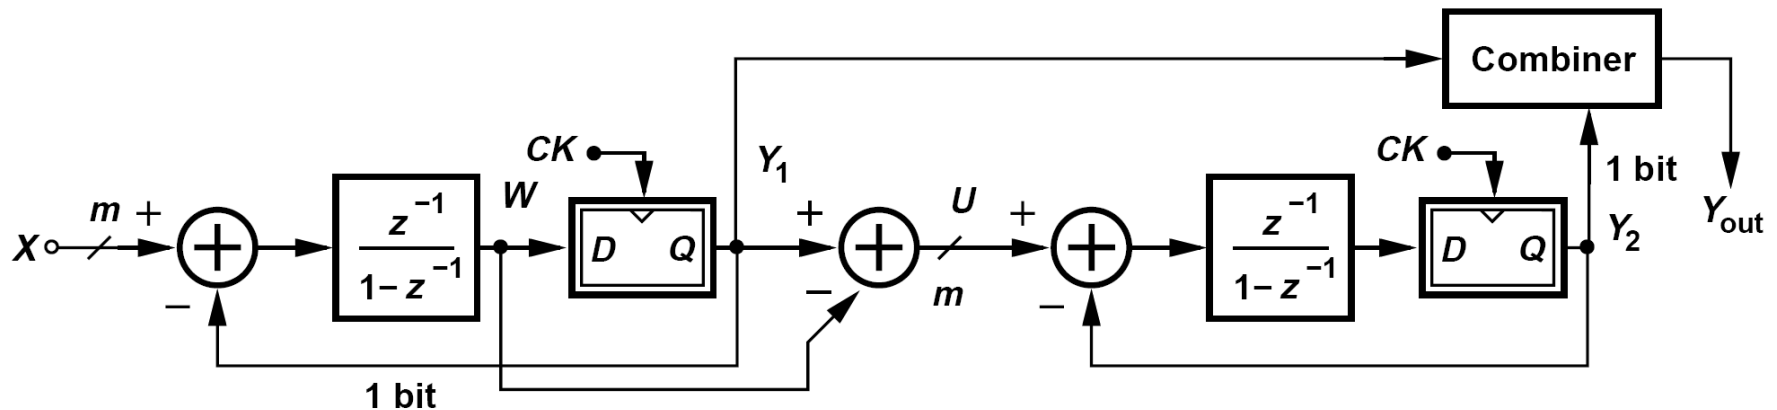 Combiner
CK
Y1
CK
1 bit
X
m
+
−
z^−1
1−z^−1
W
D Q
+
−
U
m
+
−
z^−1
1−z^−1
D Q
Y2
Yout
1 bit